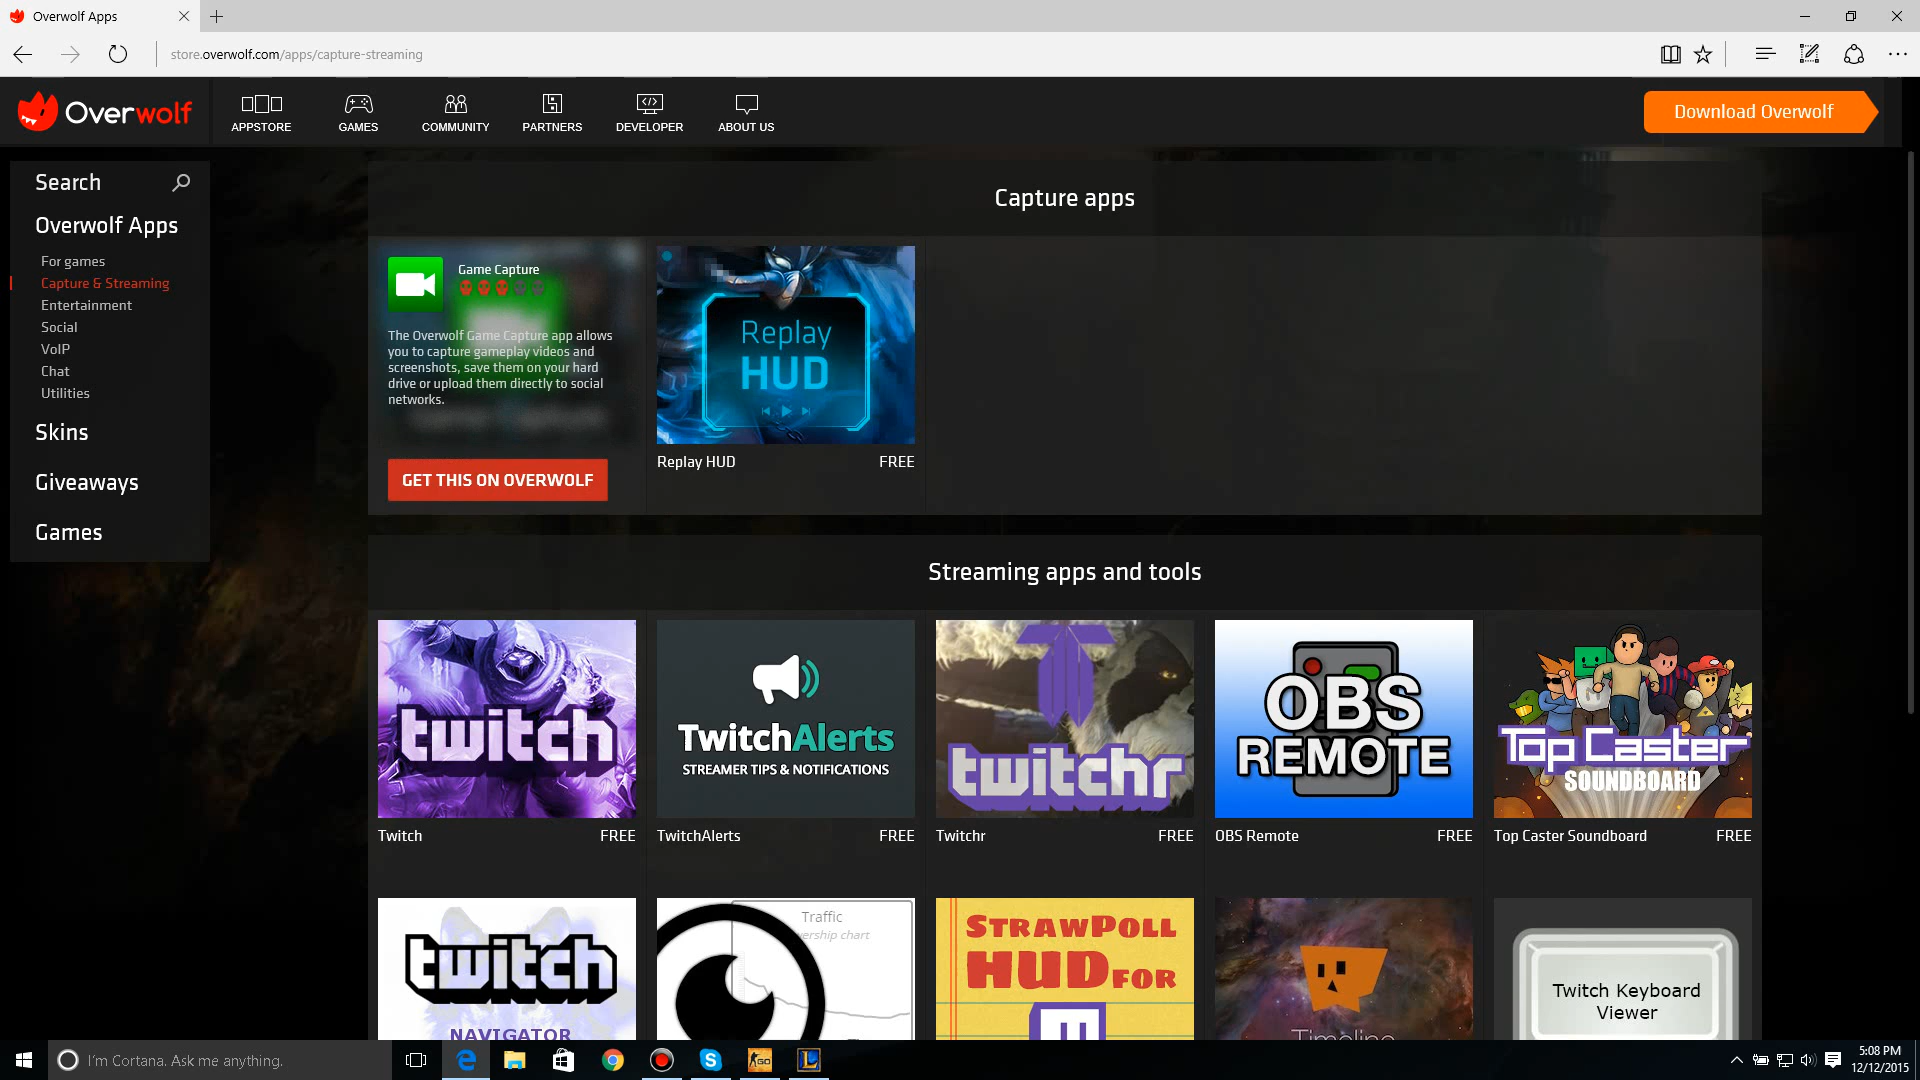 Overwolf Apps
store.overwolf.com/apps/capture-streaming
Overwolf
APPSTORE
GAMES
COMMUNITY
PARTNERS
DEVELOPER
ABOUT US
Download Overwolf
Search
Overwolf Apps
For games
Capture & Streaming
Entertainment
Social
VoIP
Chat
Utilities
Skins
Giveaways
Games
Capture apps
Game Capture
The Overwolf Game Capture app allows
you to capture gameplay videos and
screenshots, save them on your hard
drive or upload them directly to social
networks.
GET THIS ON OVERWOLF
Replay
HUD
Replay HUD FREE
Streaming apps and tools
twitch
Twitch FREE
TwitchAlerts
STREAMER TIPS & NOTIFICATIONS
TwitchAlerts FREE
twitchr
Twitchr FREE
OBS
REMOTE
OBS Remote FREE
Top Caster
SOUNDBOARD
Top Caster Soundboard FREE
twitch
NAVIGATOR
Traffic
ership chart
STRAWPOLL
HUD FOR
Timeline
Twitch Keyboard
Viewer
I'm Cortana. Ask me anything.
GO
L
5:08 PM
12/12/2015